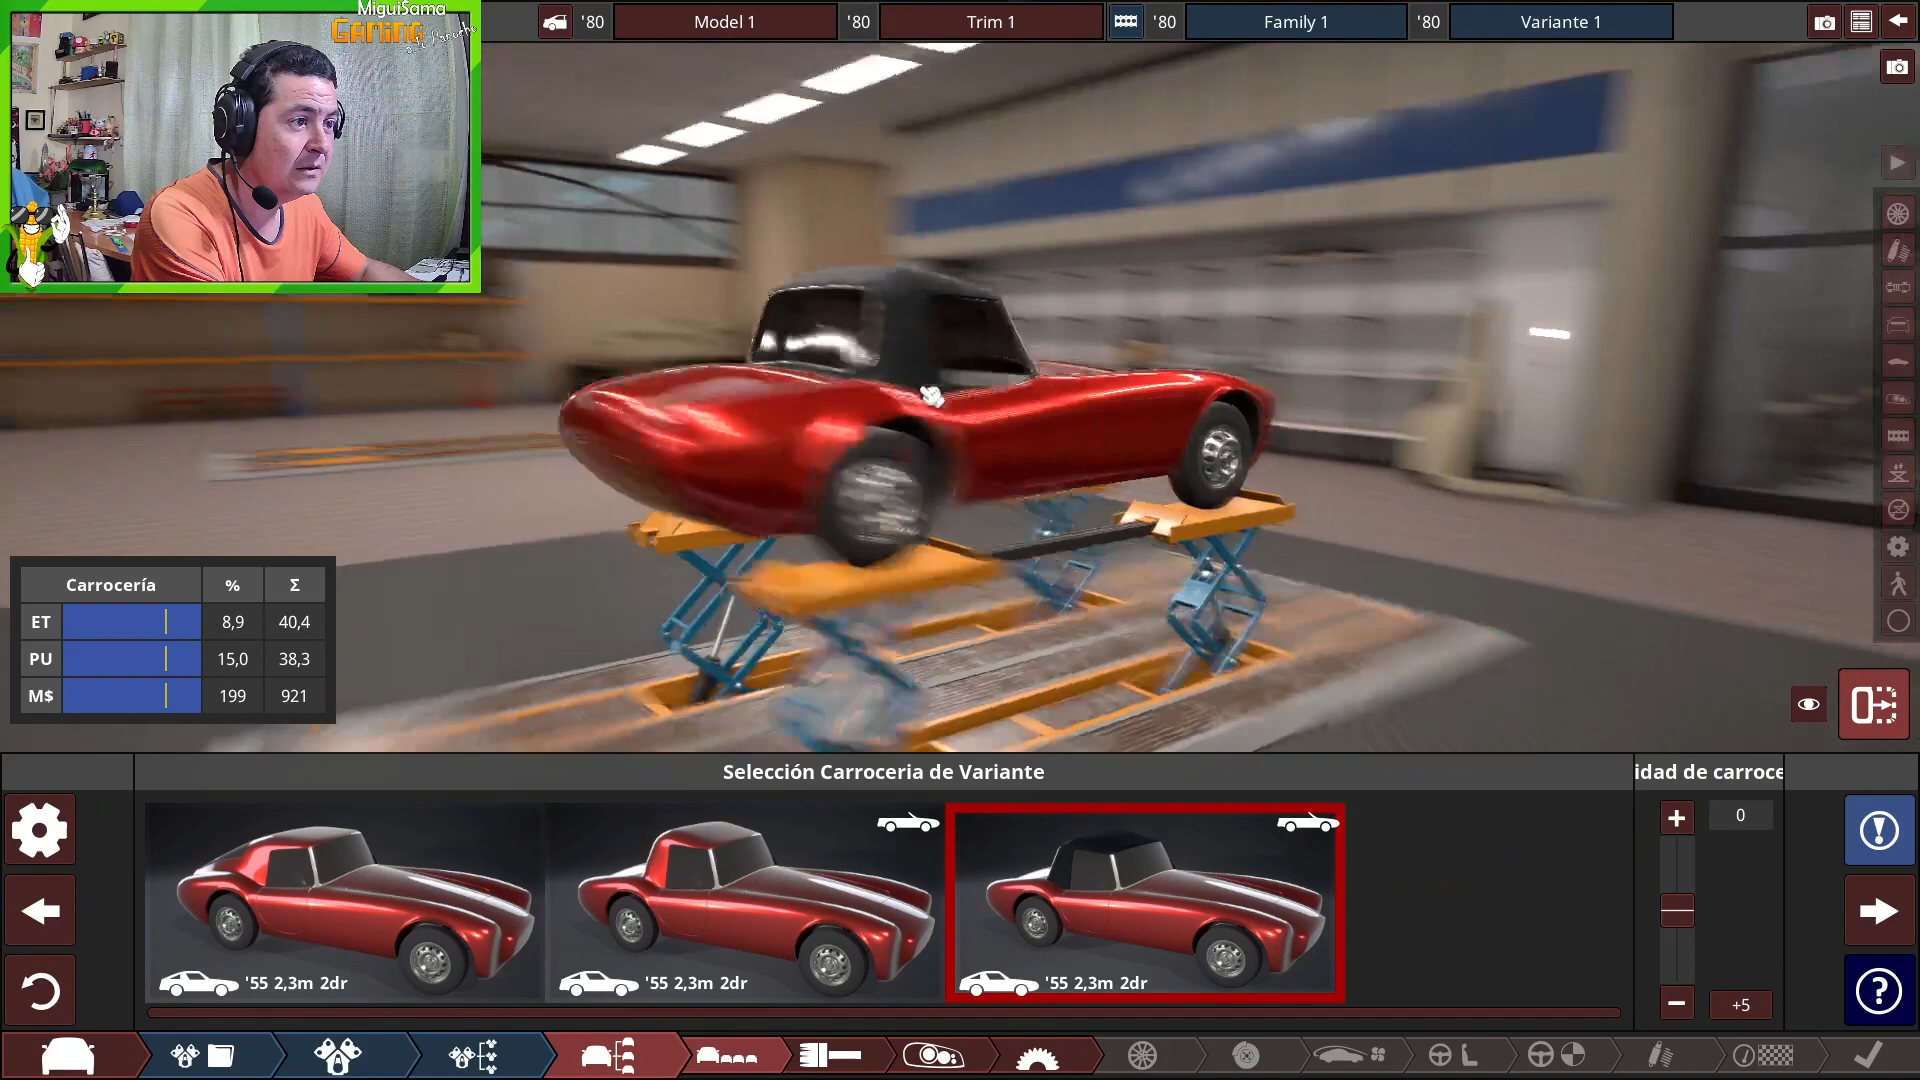 MiguiSama
GAMING
a lo Panocho
'80
Model 1
'80
Trim 1
'80
Family 1
'80
Variante 1
Carrocería % Σ
ET 8,9 40,4
PU 15,0 38,3
M$ 199 921
Selección Carroceria de Variante
idad de carroce
'55 2,3m 2dr
'55 2,3m 2dr
'55 2,3m 2dr
+ 0
− +5